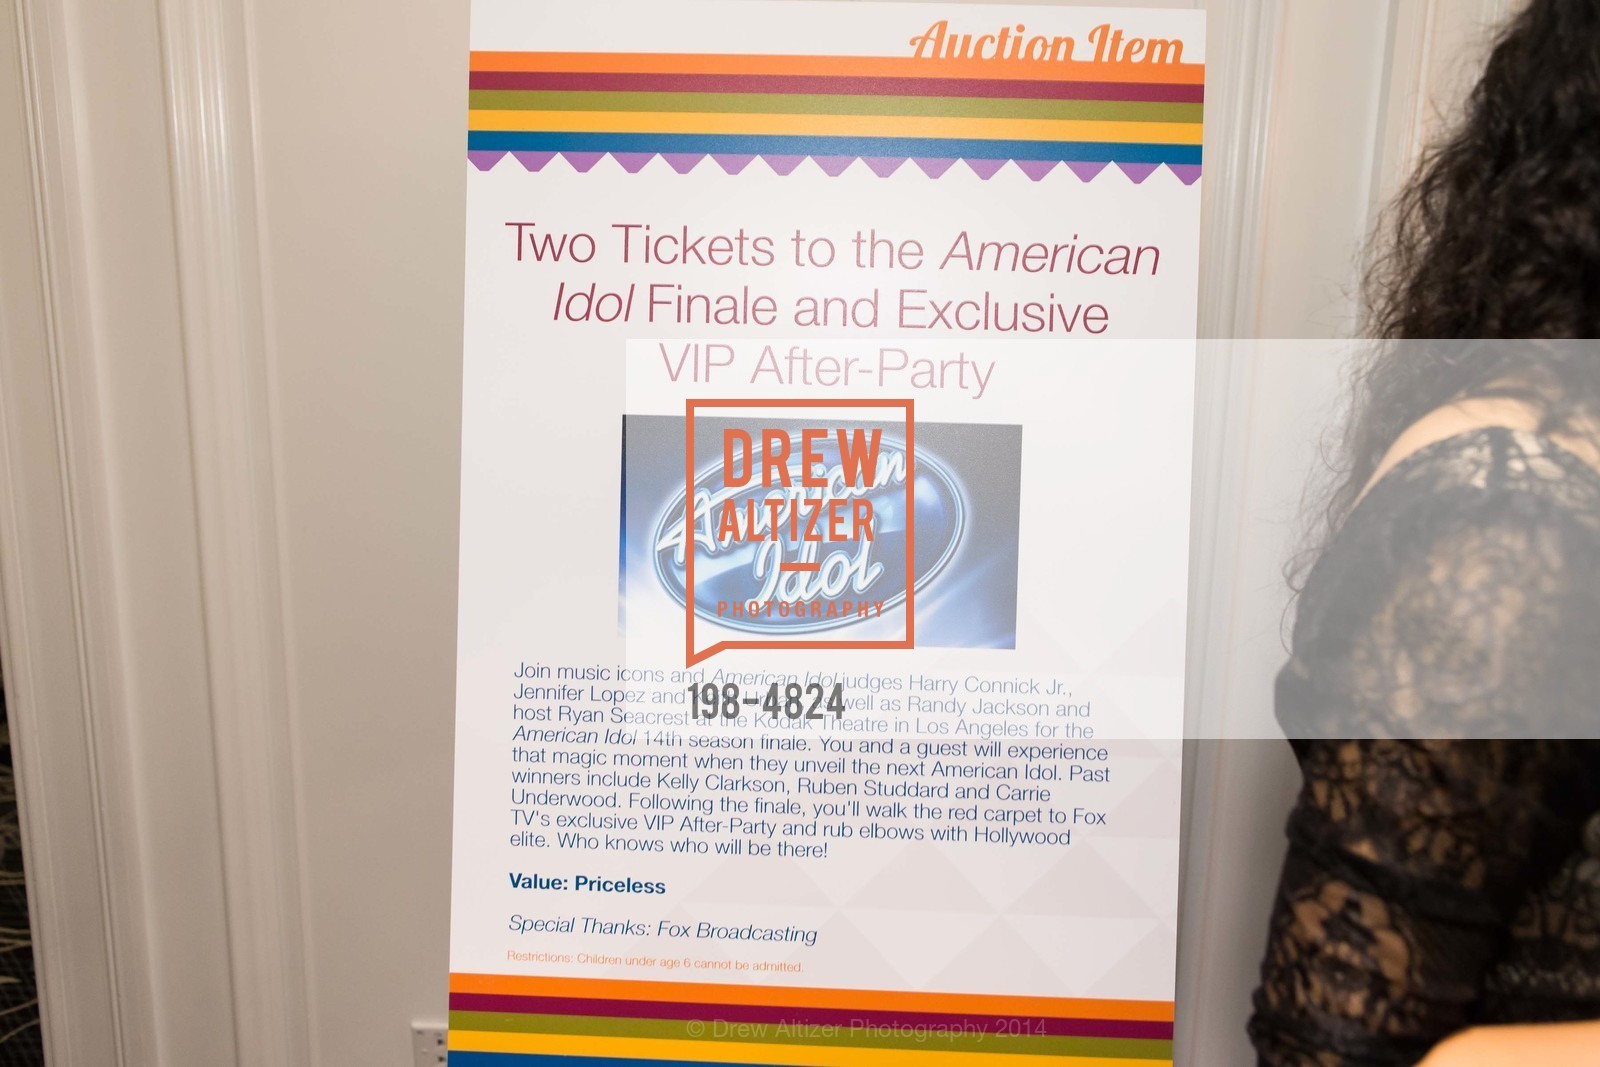 Auction Item
Two Tickets to the American
Idol Finale and Exclusive
VIP After-Party
American
Idol
DREW
ALTIZER
PHOTOGRAPHY
198-4824
Join music icons and American Idol judges Harry Connick Jr.,
Jennifer Lopez and Keith Urban as well as Randy Jackson and
host Ryan Seacrest at the Kodak Theatre in Los Angeles for the
American Idol 14th season finale. You and a guest will experience
that magic moment when they unveil the next American Idol. Past
winners include Kelly Clarkson, Ruben Studdard and Carrie
Underwood. Following the finale, you'll walk the red carpet to Fox
TV's exclusive VIP After-Party and rub elbows with Hollywood
elite. Who knows who will be there!
Value: Priceless
Special Thanks: Fox Broadcasting
Restrictions: Children under age 6 cannot be admitted.
© Drew Altizer Photography 2014